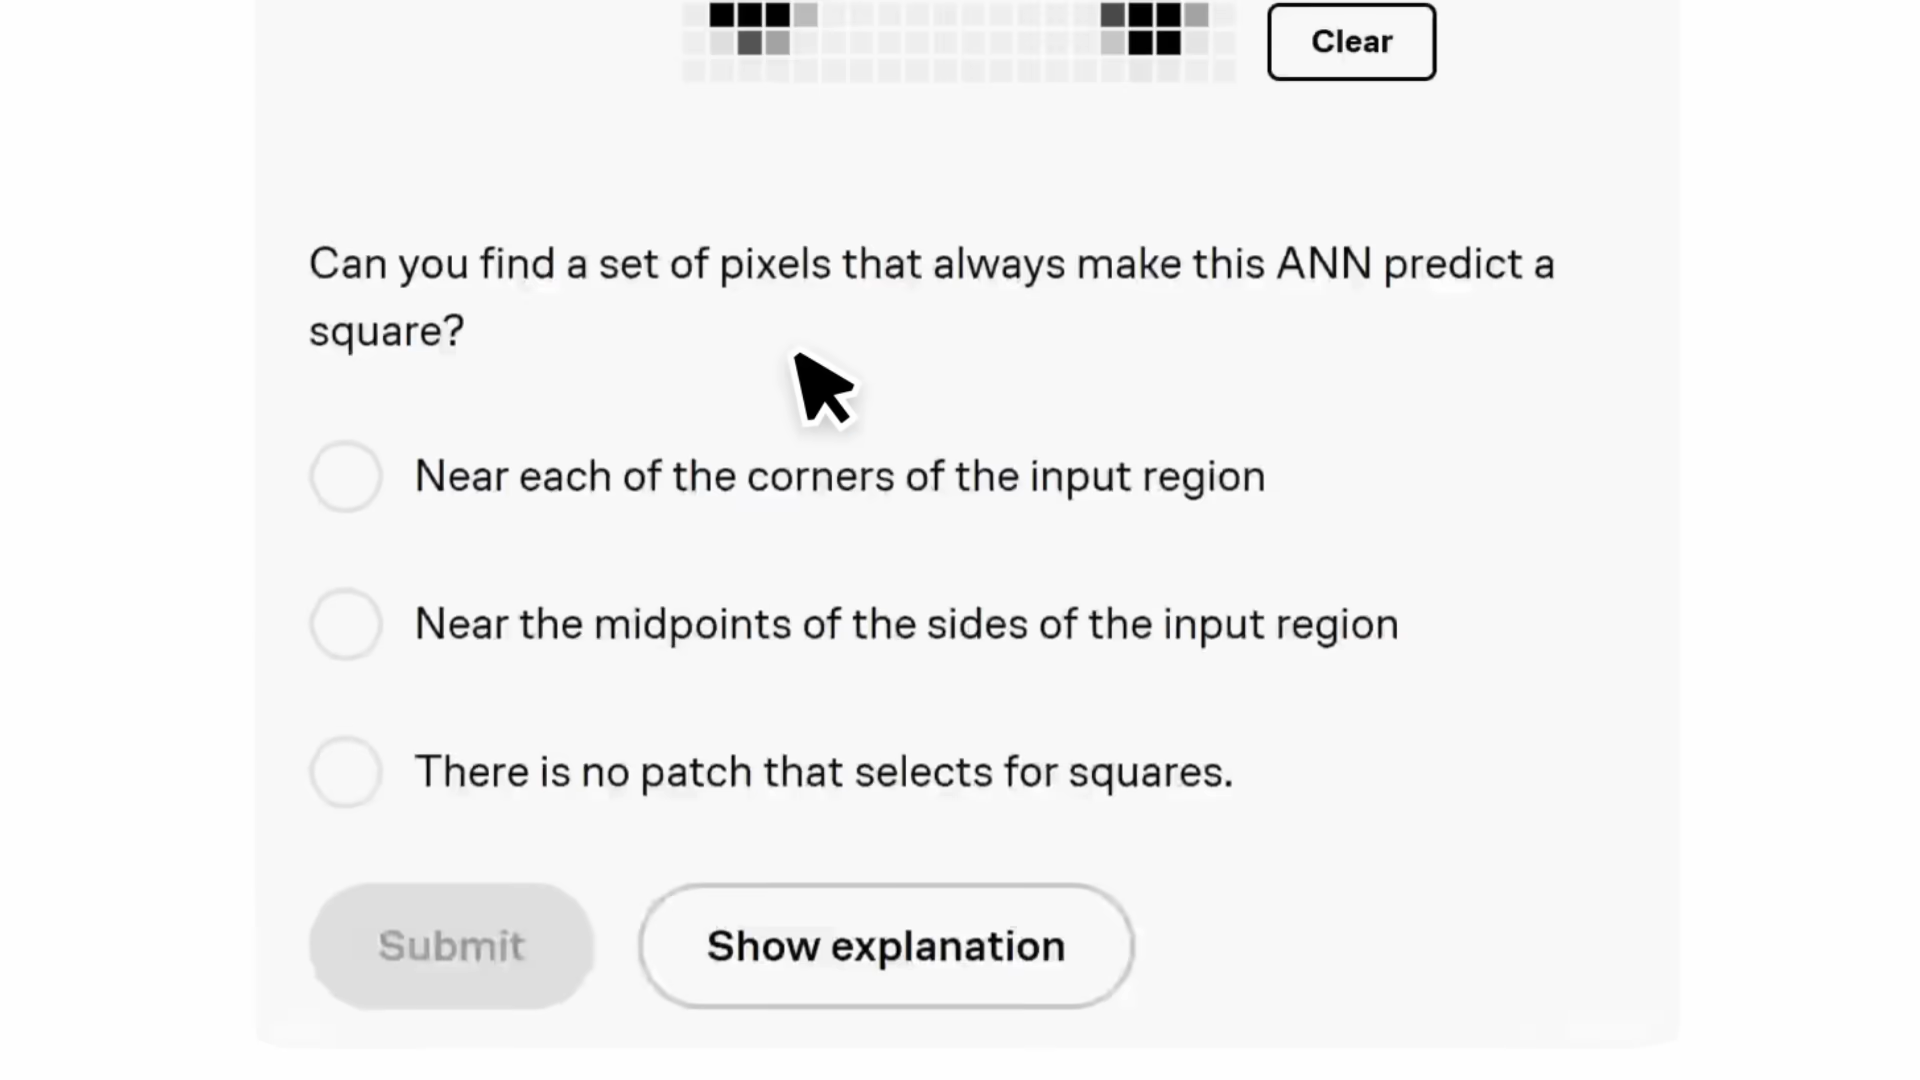 Clear
Can you find a set of pixels that always make this ANN predict a
square?
Near each of the corners of the input region
Near the midpoints of the sides of the input region
There is no patch that selects for squares.
Submit
Show explanation